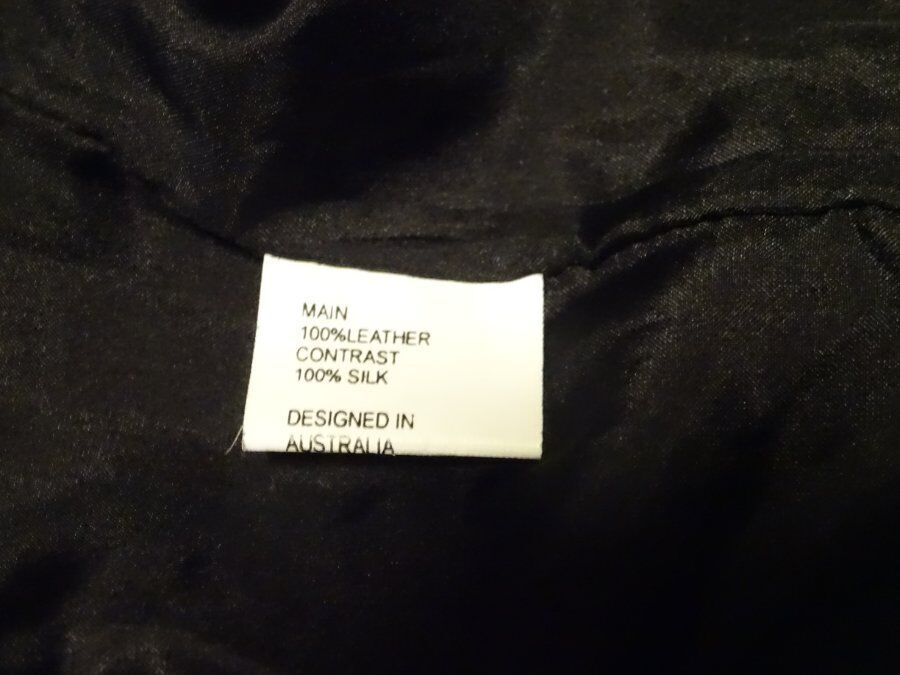 MAIN
100%LEATHER
CONTRAST
100% SILK
DESIGNED IN
AUSTRALIA